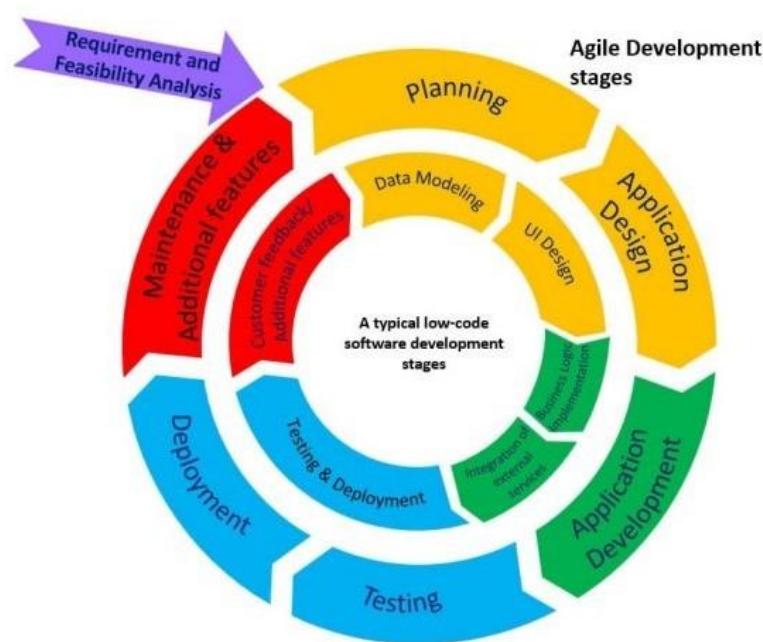 Requirement and
Feasibility Analysis
Agile Development
stages
Planning
Application
Design
Application
Development
Testing
Deployment
Maintenance &
Additional features
Data Modeling
UI Design
Business Logic
Implementation
Integration of
external
services
Testing & Deployment
Customer feedback/
Additional features
A typical low-code
software development
stages